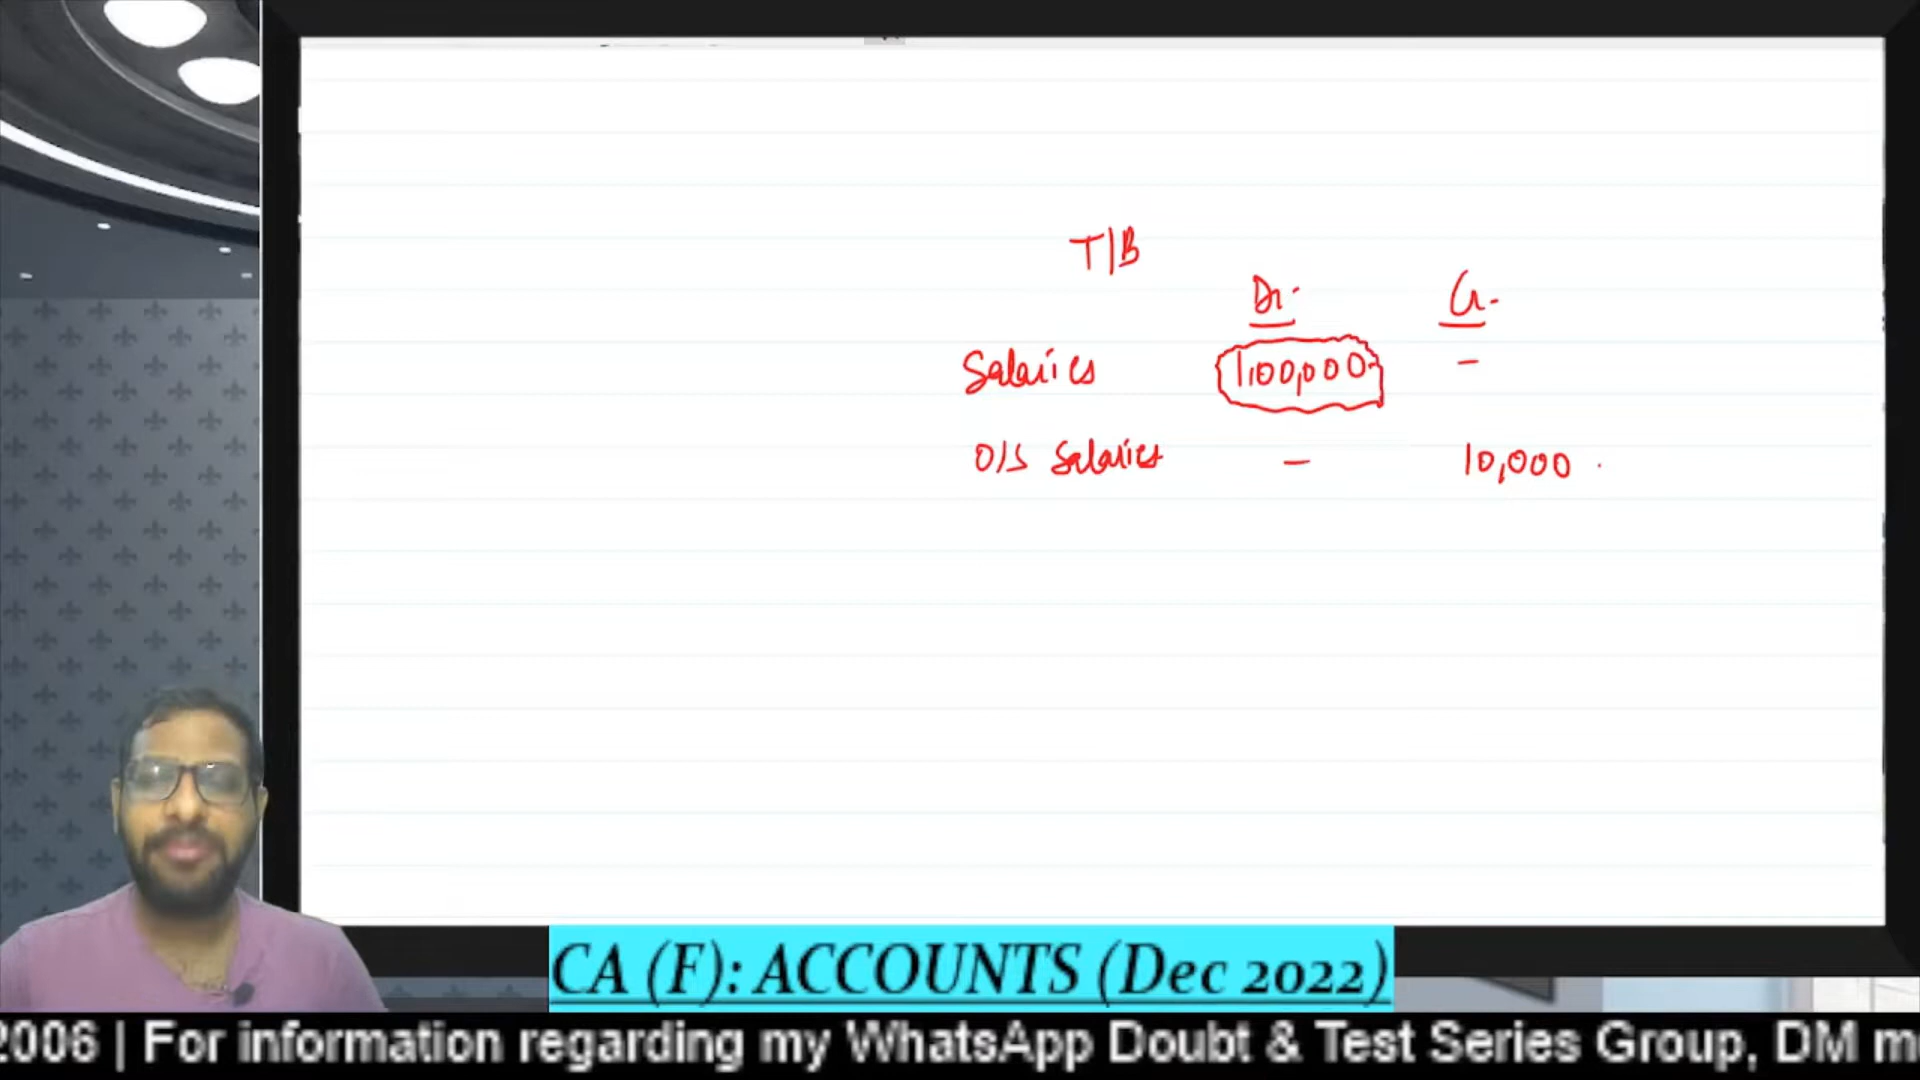 T/B
Dr. Cr.
Salaries 1,00,000 -
O/S Salaries - 10,000
CA (F): ACCOUNTS (Dec 2022)
2006 | For information regarding my WhatsApp Doubt & Test Series Group, DM m